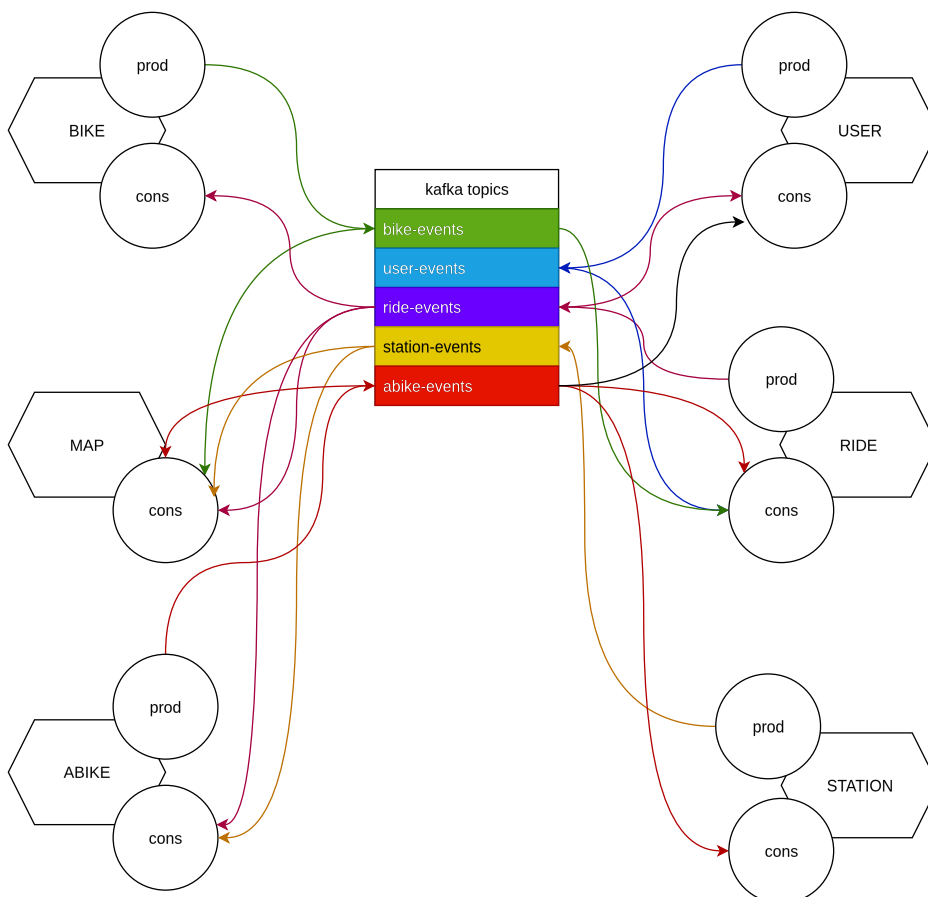 prod
BIKE
cons
prod
USER
cons
kafka topics
bike-events
user-events
ride-events
station-events
abike-events
MAP
cons
prod
RIDE
cons
prod
ABIKE
cons
prod
STATION
cons